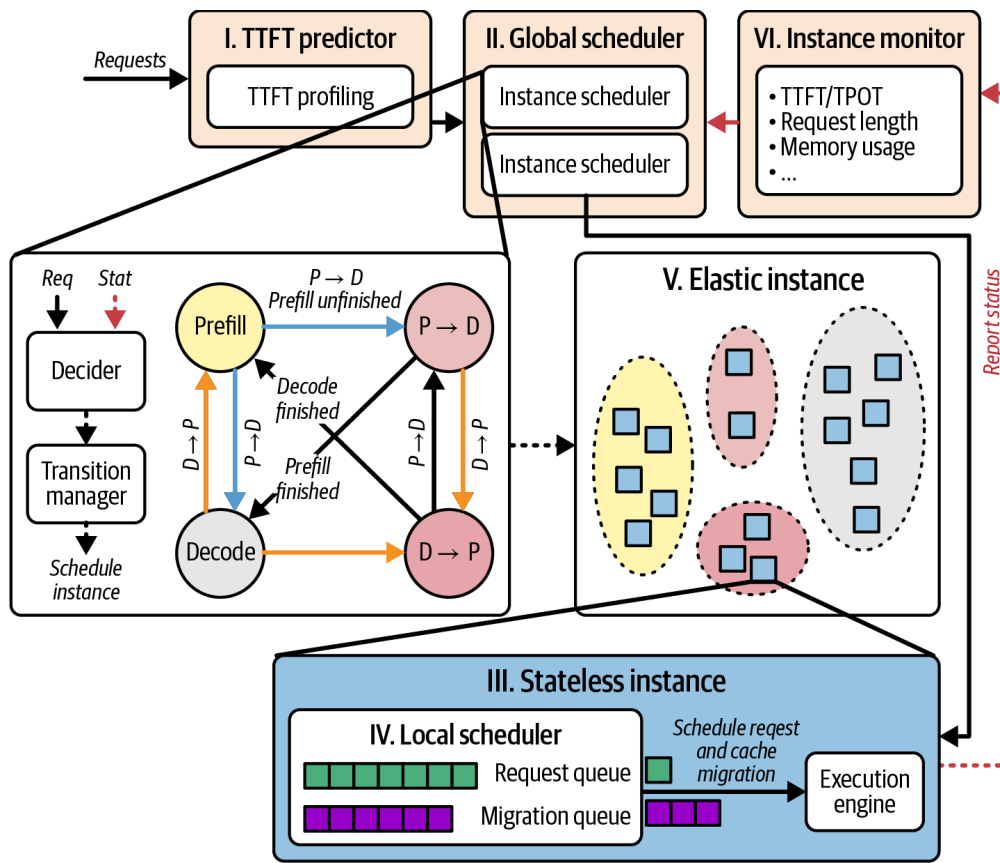 I. TTFT predictor
II. Global scheduler
VI. Instance monitor
Requests
TTFT profiling
Instance scheduler
Instance scheduler
• TTFT/TPOT
• Request length
• Memory usage
• ...
Req
Stat
Decider
Transition
manager
Schedule
instance
P → D
Prefill unfinished
Prefill
P → D
Decode
finished
D → P
P → D
Prefill
finished
P → D
D → P
Decode
D → P
V. Elastic instance
Report status
III. Stateless instance
IV. Local scheduler
Request queue
Migration queue
Schedule reqest
and cache
migration
Execution
engine